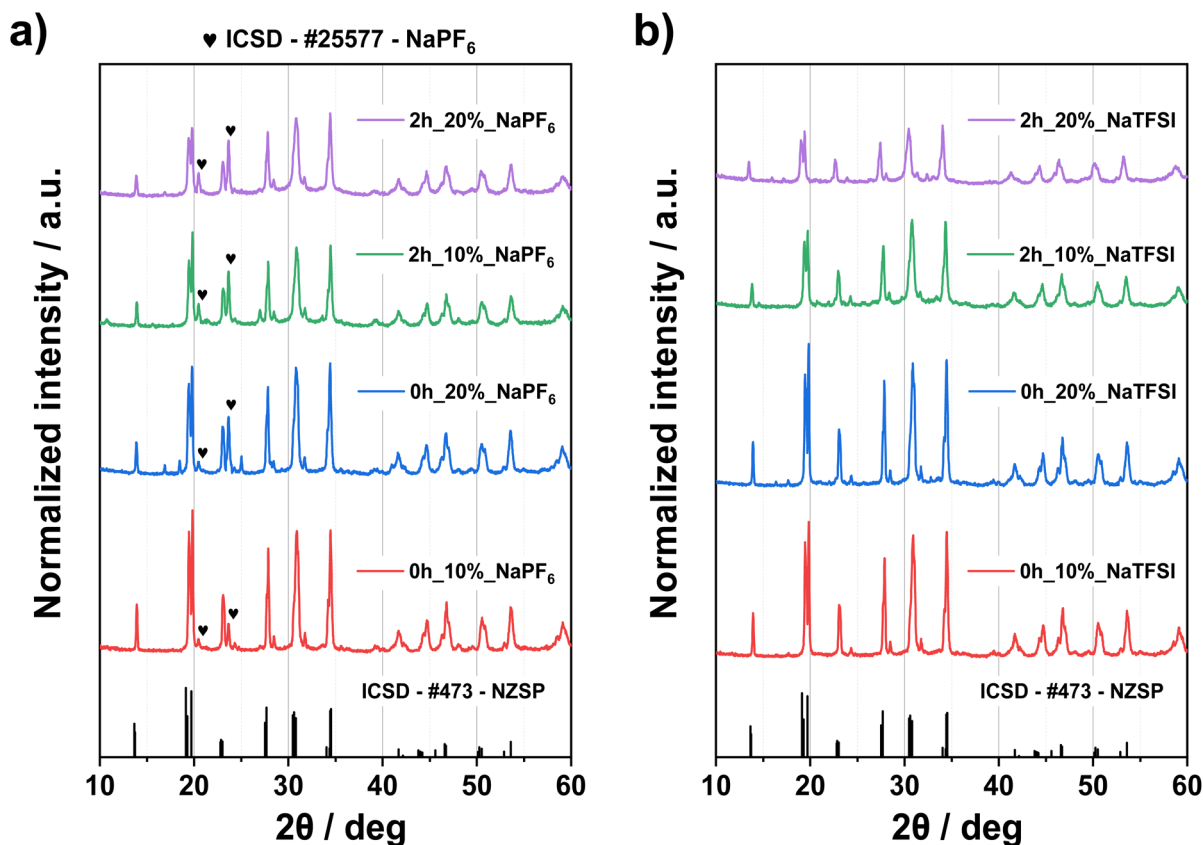 a)
♥ ICSD - #25577 - NaPF₆
Normalized intensity / a.u.
2h_20%_NaPF₆
2h_10%_NaPF₆
0h_20%_NaPF₆
0h_10%_NaPF₆
ICSD - #473 - NZSP
10 20 30 40 50 60
2θ / deg
b)
Normalized intensity / a.u.
2h_20%_NaTFSI
2h_10%_NaTFSI
0h_20%_NaTFSI
0h_10%_NaTFSI
ICSD - #473 - NZSP
10 20 30 40 50 60
2θ / deg